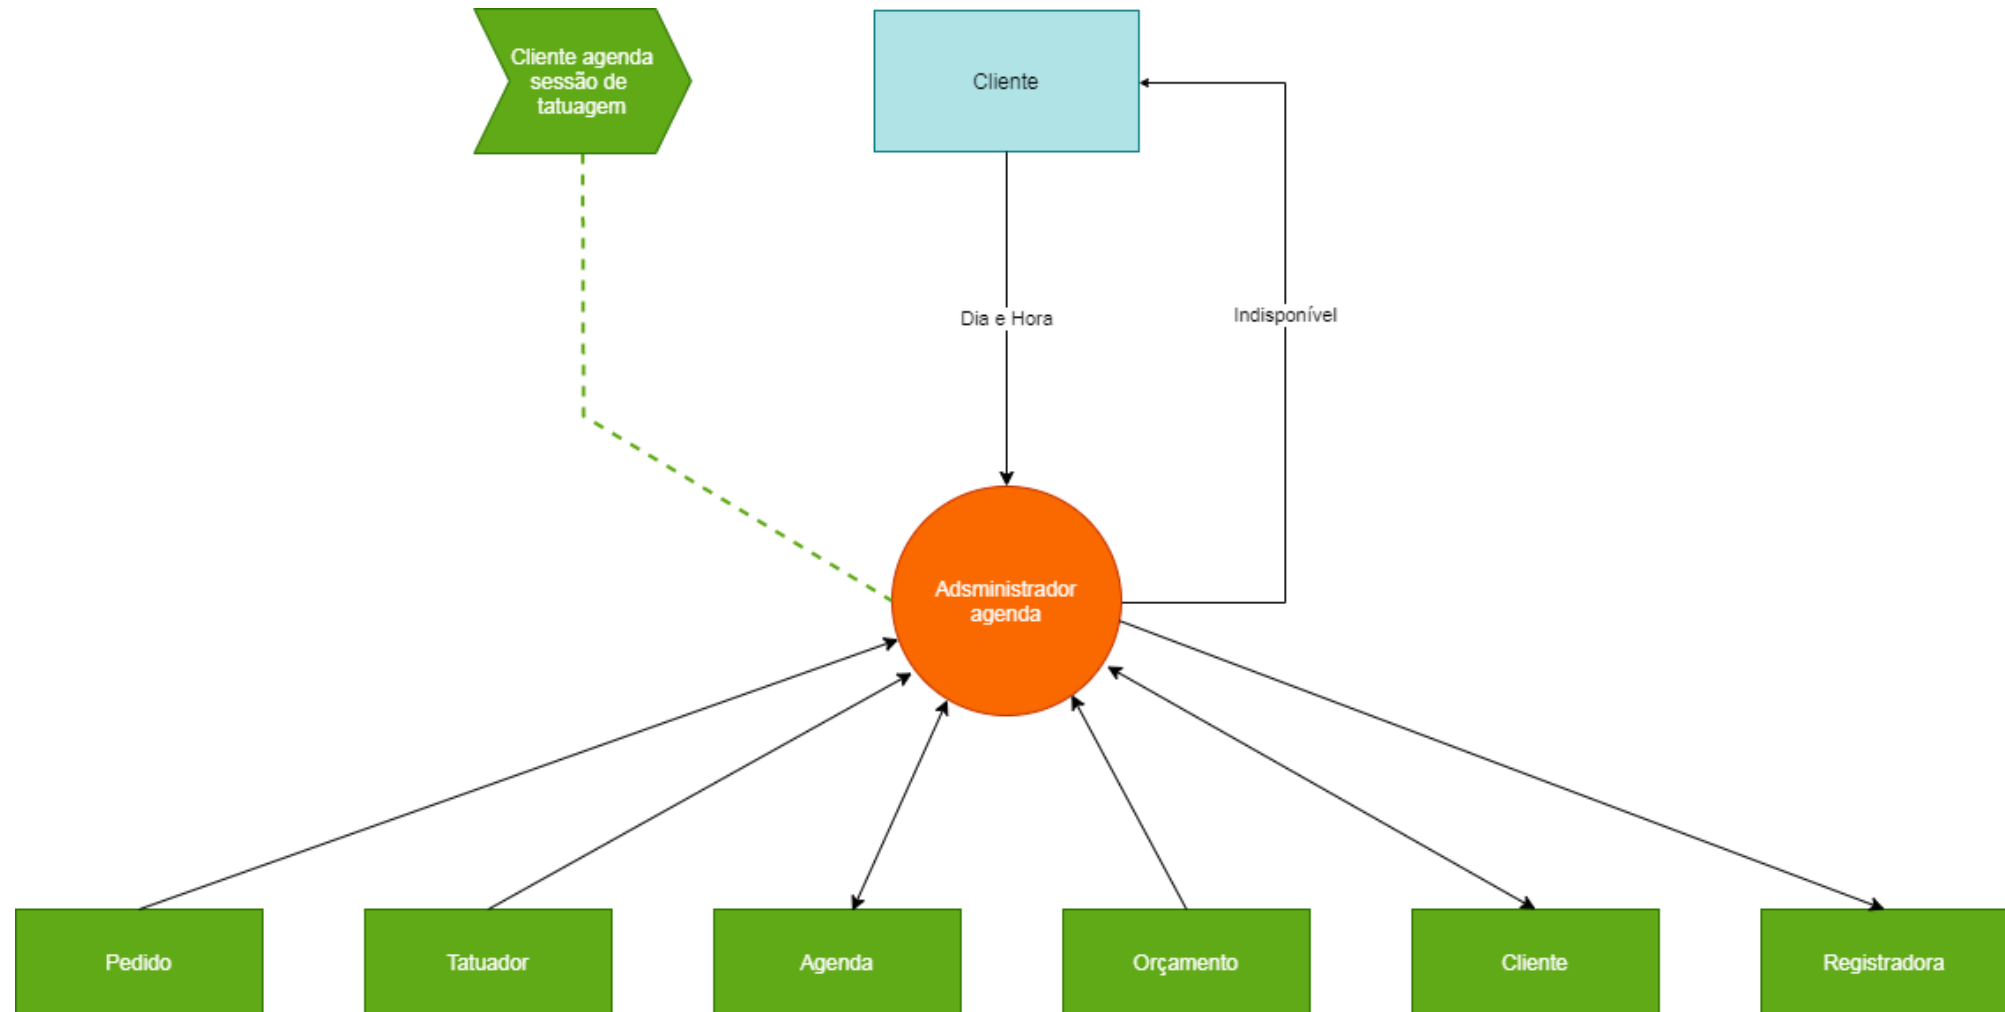 Cliente agenda
sessão de
tatuagem
Cliente
Dia e Hora
Indisponível
Adsministrador
agenda
Pedido
Tatuador
Agenda
Orçamento
Cliente
Registradora